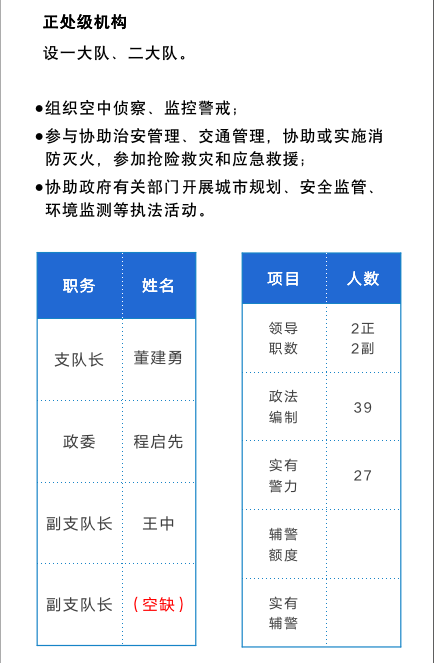 正处级机构
设一大队、二大队。
●组织空中侦察、监控警戒；
●参与协助治安管理、交通管理，协助或实施消
防灭火，参加抢险救灾和应急救援；
●协助政府有关部门开展城市规划、安全监管、
环境监测等执法活动。
职务 姓名
支队长 董建勇
政委 程启先
副支队长 王中
副支队长 （空缺）
项目 人数
领导
职数
2正
2副
政法
编制
39
实有
警力
27
辅警
额度
实有
辅警